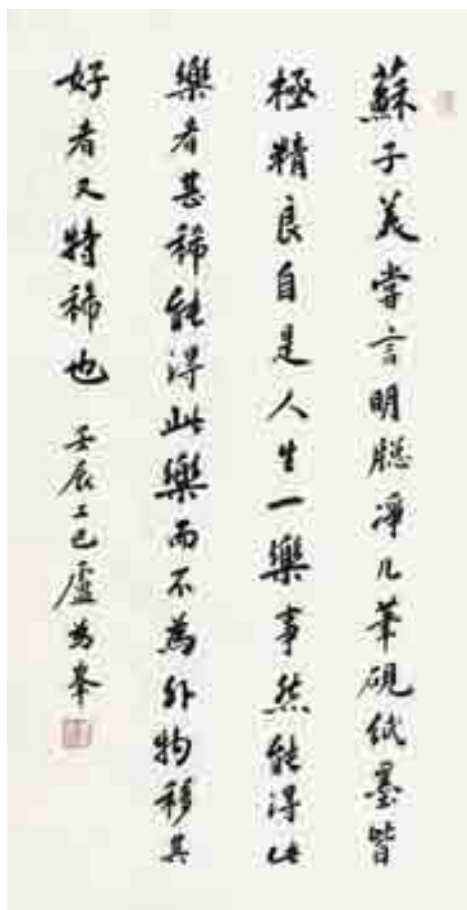 蘇子美嘗言明牕淨几筆硯紙墨皆
極精良自是人生一樂事然能得此
樂者甚稀能得此樂而不為外物移其
好者又特稀也
壬辰 盧為峯